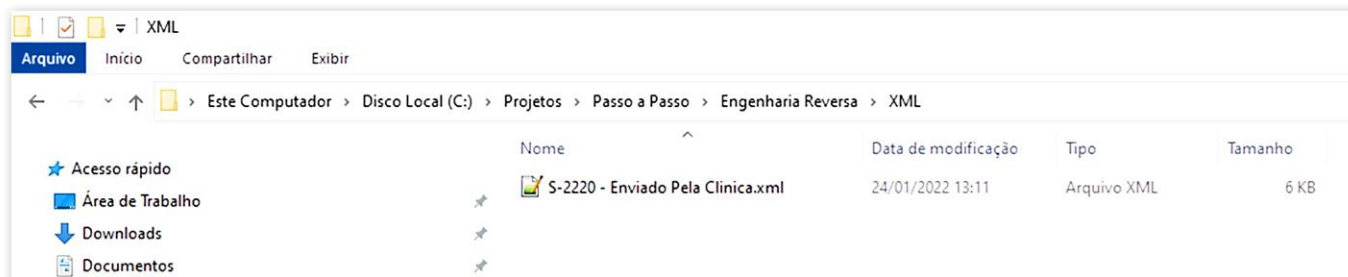 XML
Arquivo Início Compartilhar Exibir
Este Computador > Disco Local (C:) > Projetos > Passo a Passo > Engenharia Reversa > XML
Nome Data de modificação Tipo Tamanho
Acesso rápido
S-2220 - Enviado Pela Clinica.xml 24/01/2022 13:11 Arquivo XML 6 KB
Área de Trabalho
Downloads
Documentos